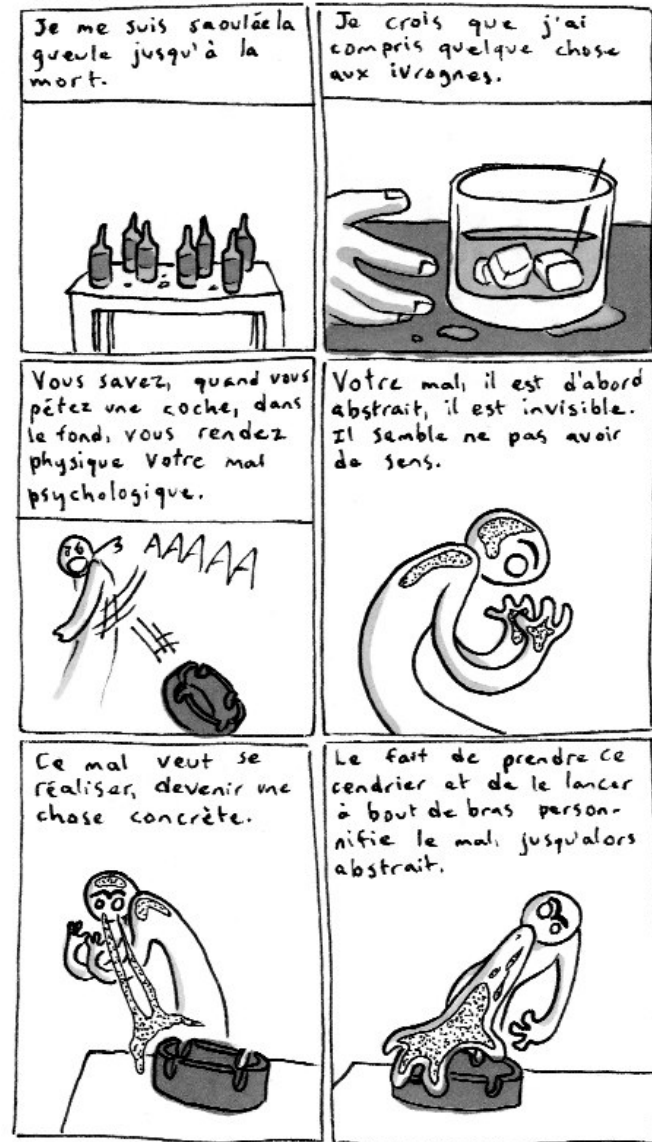 Je me suis saoulée la
gueule jusqu'à la
mort.
Je crois que j'ai
compris quelque chose
aux ivrognes.
Vous savez, quand vous
pétez une coche, dans
le fond, vous rendez
physique votre mal
psychologique.
AAAAA
Votre mal, il est d'abord
abstrait, il est invisible.
Il semble ne pas avoir
de sens.
Ce mal veut se
réaliser, devenir une
chose concrète.
Le fait de prendre ce
cendrier et de le lancer
à bout de bras person-
nifie le mal, jusqu'alors
abstrait.